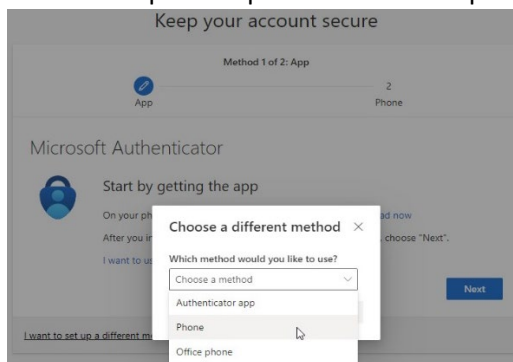 Keep your account secure
Method 1 of 2: App
App
2
Phone
Microsoft Authenticator
Start by getting the app
On your ph
ad now
After you in
, choose "Next".
I want to us
Next
I want to set up a different me
Choose a different method
Which method would you like to use?
Choose a method
Authenticator app
Phone
Office phone